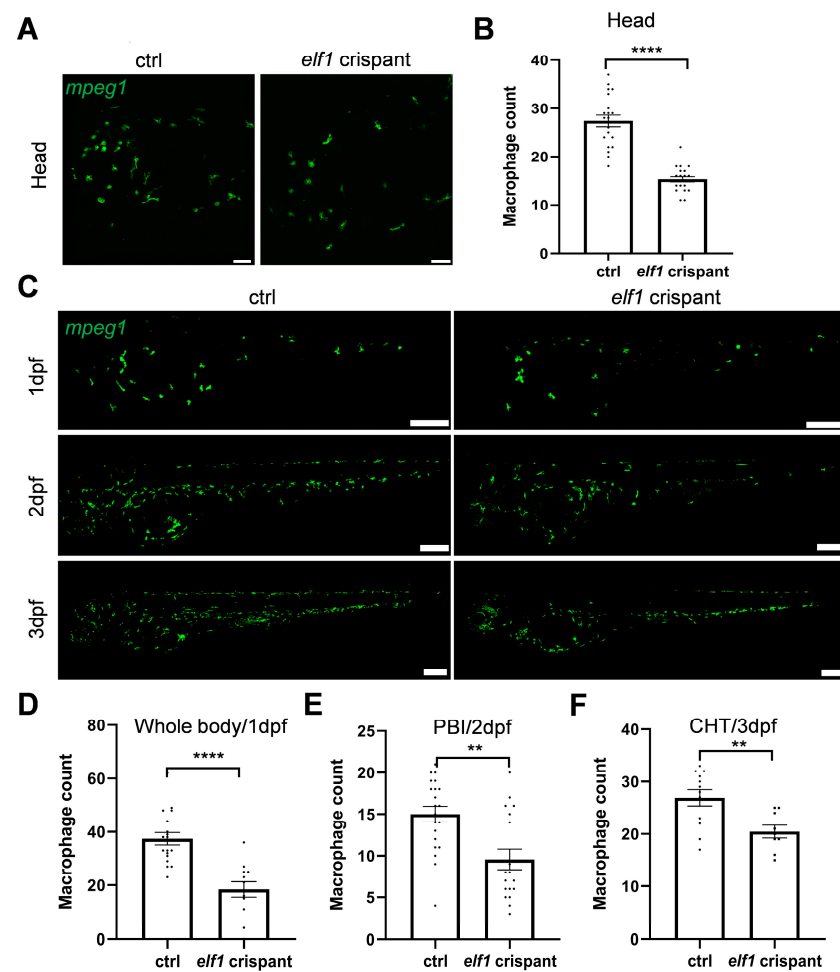 A
ctrl
elf1 crispant
mpeg1
Head
B
Head
****
Macrophage count
40
30
20
10
0
ctrl
elf1 crispant
C
ctrl
elf1 crispant
mpeg1
1dpf
2dpf
3dpf
D
Whole body/1dpf
****
Macrophage count
80
60
40
20
0
ctrl
elf1 crispant
E
PBI/2dpf
**
Macrophage count
25
20
15
10
5
0
ctrl
elf1 crispant
F
CHT/3dpf
**
Macrophage count
40
30
20
10
0
ctrl
elf1 crispant